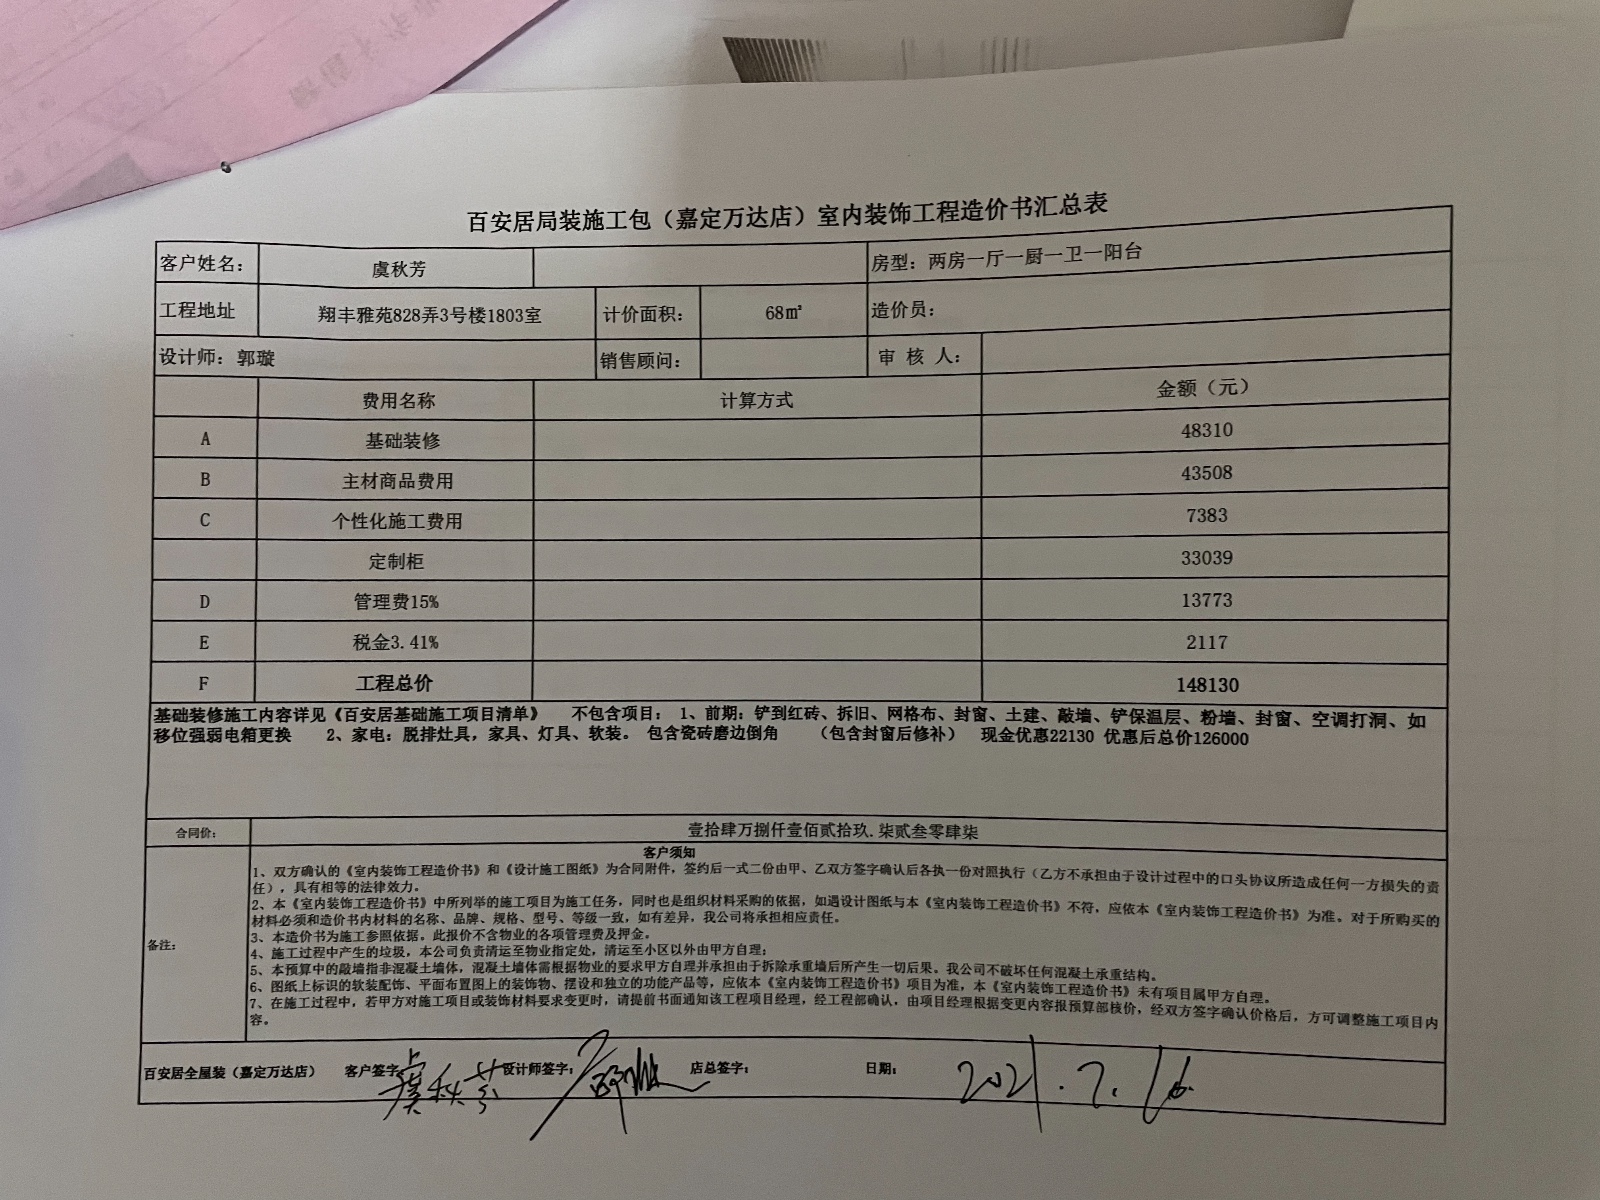 百安居局装施工包（嘉定万达店）室内装饰工程造价书汇总表
客户姓名： 虞秋芳 房型：两房一厅一厨一卫一阳台
工程地址 翔丰雅苑828弄3号楼1803室 计价面积： 68㎡ 造价员：
设计师：郭璇 销售顾问： 审 核 人：
费用名称 计算方式 金额（元）
A 基础装修 48310
B 主材商品费用 43508
C 个性化施工费用 7383
定制柜 33039
D 管理费15% 13773
E 税金3.41% 2117
F 工程总价 148130
基础装修施工内容详见《百安居基础施工项目清单》 不包含项目： 1、前期：铲到红砖、拆旧、网格布、封窗、土建、敲墙、铲保温层、粉墙、封窗、空调打洞、如
移位强弱电箱更换 2、家电：脱排灶具，家具、灯具、软装。 包含瓷砖磨边倒角 （包含封窗后修补） 现金优惠22130 优惠后总价126000
合同价： 壹拾肆万捌仟壹佰贰拾玖.柒贰叁零肆柒
客户须知
备注：
1、双方确认的《室内装饰工程造价书》和《设计施工图纸》为合同附件，签约后一式二份由甲、乙双方签字确认后各执一份对照执行（乙方不承担由于设计过程中的口头协议所造成任何一方损失的责
任），具有相等的法律效力。
2、本《室内装饰工程造价书》中所列举的施工项目为施工任务，同时也是组织材料采购的依据，如遇设计图纸与本《室内装饰工程造价书》不符，应依本《室内装饰工程造价书》为准。对于所购买的
材料必须和造价书内材料的名称、品牌、规格、型号、等级一致，如有差异，我公司将承担相应责任。
3、本造价书为施工参照依据。此报价不含物业的各项管理费及押金。
4、施工过程中产生的垃圾，本公司负责清运至物业指定处，清运至小区以外由甲方自理；
5、本预算中的敲墙指非混凝土墙体，混凝土墙体需根据物业的要求甲方自理并承担由于拆除承重墙后所产生一切后果。我公司不破坏任何混凝土承重结构。
6、图纸上标识的软装配饰、平面布置图上的装饰物、摆设和独立的功能产品等，应依本《室内装饰工程造价书》项目为准，本《室内装饰工程造价书》未有项目属甲方自理。
7、在施工过程中，若甲方对施工项目或装饰材料要求变更时，请提前书面通知该工程项目经理，经工程部确认，由项目经理根据变更内容报预算部核价，经双方签字确认价格后，方可调整施工项目内
容。
百安居全屋装（嘉定万达店） 客户签字： 虞秋芳 设计师签字： 店总签字： 日期： 2021.7.16